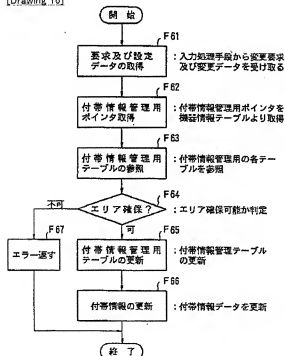 [Drawing 16]
開 始
F61
要求及び設定
データの取得
:入力処理手段から変更要求
及び変更データを受け取る
F62
付帯情報管理用
ポインタ取得
:付帯情報管理用ポインタを
機器情報テーブルより取得
F63
付帯情報管理用
テーブルの参照
:付帯情報管理用の各テー
ブルを参照
F64
不可
エリア確保?
:エリア確保可能か判定
可
F67
エラー返す
F65
付帯情報管理用
テーブルの更新
:付帯情報管理テーブル
の更新
F66
付帯情報の更新
:付帯データを更新
終 了